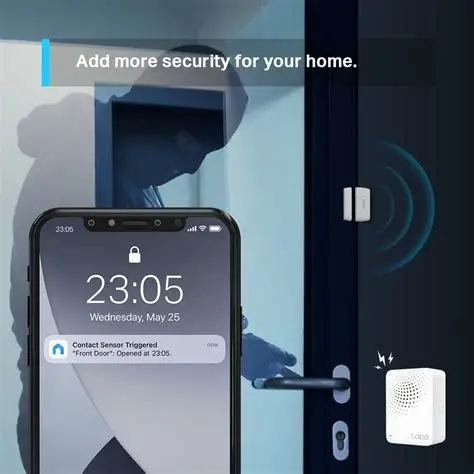 Add more security for your home.
23:05
23:05
Wednesday, May 25
Contact Sensor Triggered now
"Front Door": Opened at 23:05.
tapo